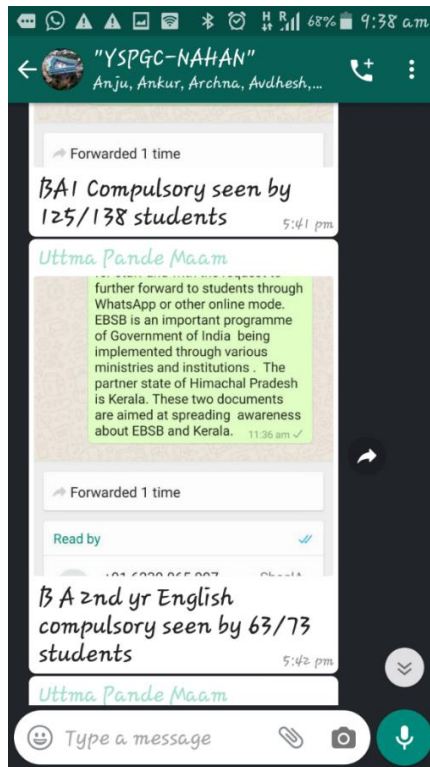 68% 9:38 am
"YSPGC-NAHAN"
Anju, Ankur, Archna, Avdhesh,...
Forwarded 1 time
BA1 Compulsory seen by
125/138 students
5:41 pm
Uttma Pande Maam
further forward to students through
WhatsApp or other online mode.
EBSB is an important programme
of Government of India being
implemented through various
ministries and institutions . The
partner state of Himachal Pradesh
is Kerala. These two documents
are aimed at spreading awareness
about EBSB and Kerala.
11:36 am
Forwarded 1 time
Read by
B A 2nd yr English
compulsory seen by 63/73
students
5:42 pm
Uttma Pande Maam
Type a message